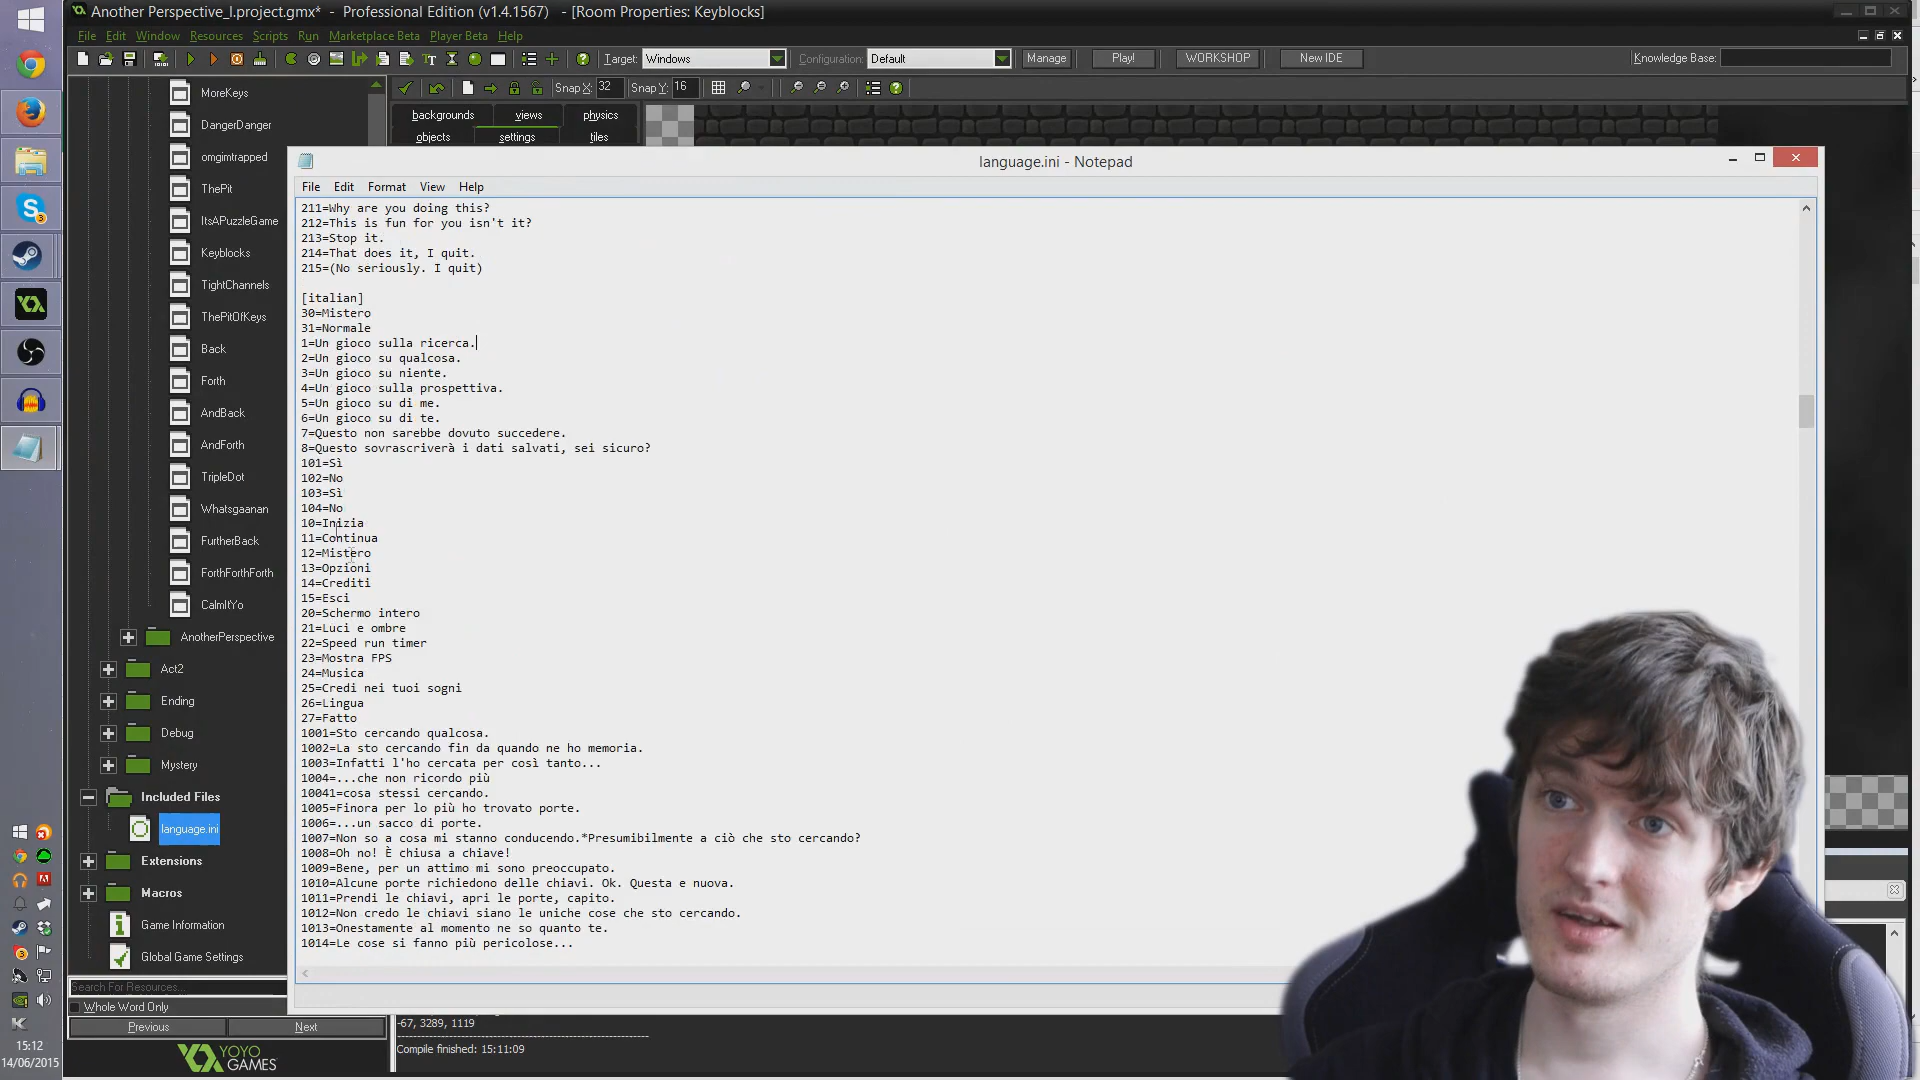 Another Perspective_I.project.gmx* - Professional Edition (v1.4.1567) - [Room Properties: Keyblocks]
File Edit Window Resources Scripts Run Marketplace Beta Player Beta Help
Target: Windows Configuration: Default Manage Play! WORKSHOP New IDE Knowledge Base:
Snap X: 32 Snap Y: 16
backgrounds views physics
objects settings tiles
MoreKeys
DangerDanger
omgimtrapped
ThePit
ItsAPuzzleGame
Keyblocks
TightChannels
ThePitOfKeys
Back
Forth
AndBack
AndForth
TripleDot
Whatsgaanan
FurtherBack
ForthForthForth
CalmItYo
AnotherPerspective
Act2
Ending
Debug
Mystery
Included Files
language.ini
Extensions
Macros
Game Information
Global Game Settings
Search For Resources...
Whole Word Only
Previous Next
YOYO
GAMES
language.ini - Notepad
File Edit Format View Help
211=Why are you doing this?
212=This is fun for you isn't it?
213=Stop it.
214=That does it, I quit.
215=(No seriously. I quit)
[italian]
30=Mistero
31=Normale
1=Un gioco sulla ricerca.
2=Un gioco su qualcosa.
3=Un gioco su niente.
4=Un gioco sulla prospettiva.
5=Un gioco su di me.
6=Un gioco su di te.
7=Questo non sarebbe dovuto succedere.
8=Questo sovrascriverà i dati salvati, sei sicuro?
101=Sì
102=No
103=Sì
104=No
10=Inizia
11=Continua
12=Mistero
13=Opzioni
14=Crediti
15=Esci
20=Schermo intero
21=Luci e ombre
22=Speed run timer
23=Mostra FPS
24=Musica
25=Credi nei tuoi sogni
26=Lingua
27=Fatto
1001=Sto cercando qualcosa.
1002=La sto cercando fin da quando ne ho memoria.
1003=Infatti l'ho cercata per così tanto...
1004=...che non ricordo più
10041=cosa stessi cercando.
1005=Finora per lo più ho trovato porte.
1006=...un sacco di porte.
1007=Non so a cosa mi stanno conducendo.*Presumibilmente a ciò che sto cercando?
1008=Oh no! È chiusa a chiave!
1009=Bene, per un attimo mi sono preoccupato.
1010=Alcune porte richiedono delle chiavi. Ok. Questa e nuova.
1011=Prendi le chiavi, apri le porte, capito.
1012=Non credo le chiavi siano le uniche cose che sto cercando.
1013=Onestamente al momento ne so quanto te.
1014=Le cose si fanno più pericolose...
-67, 3289, 1119
Compile finished: 15:11:09
15:12
14/06/2015